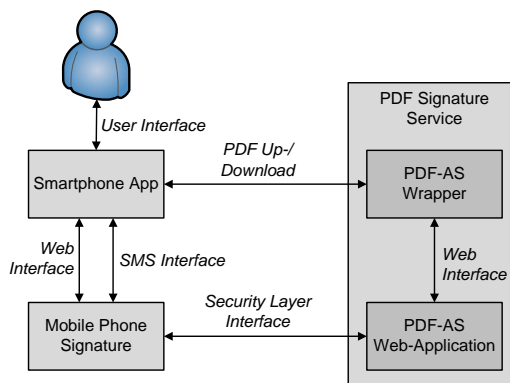 User Interface
PDF Signature
Service
PDF Up-/
Download
Smartphone App
PDF-AS
Wrapper
Web
Interface
SMS Interface
Web
Interface
Security Layer
Interface
Mobile Phone
Signature
PDF-AS
Web-Application